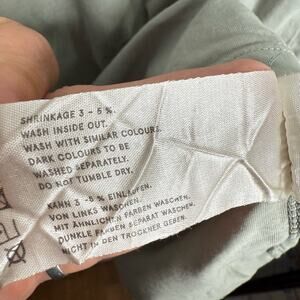 SHRINKAGE 3 - 5 %.
WASH INSIDE OUT.
WASH WITH SIMILAR COLOURS.
DARK COLOURS TO BE
WASHED SEPARATELY.
DO NOT TUMBLE DRY.
KANN 3 -5 % EINLAUFEN.
VON LINKS WASCHEN.
MIT ÄHNLICHEN FARBEN WASCHEN.
DUNKLE FARBEN SEPARAT WASCHEN.
NICHT IN DEN TROCKNER